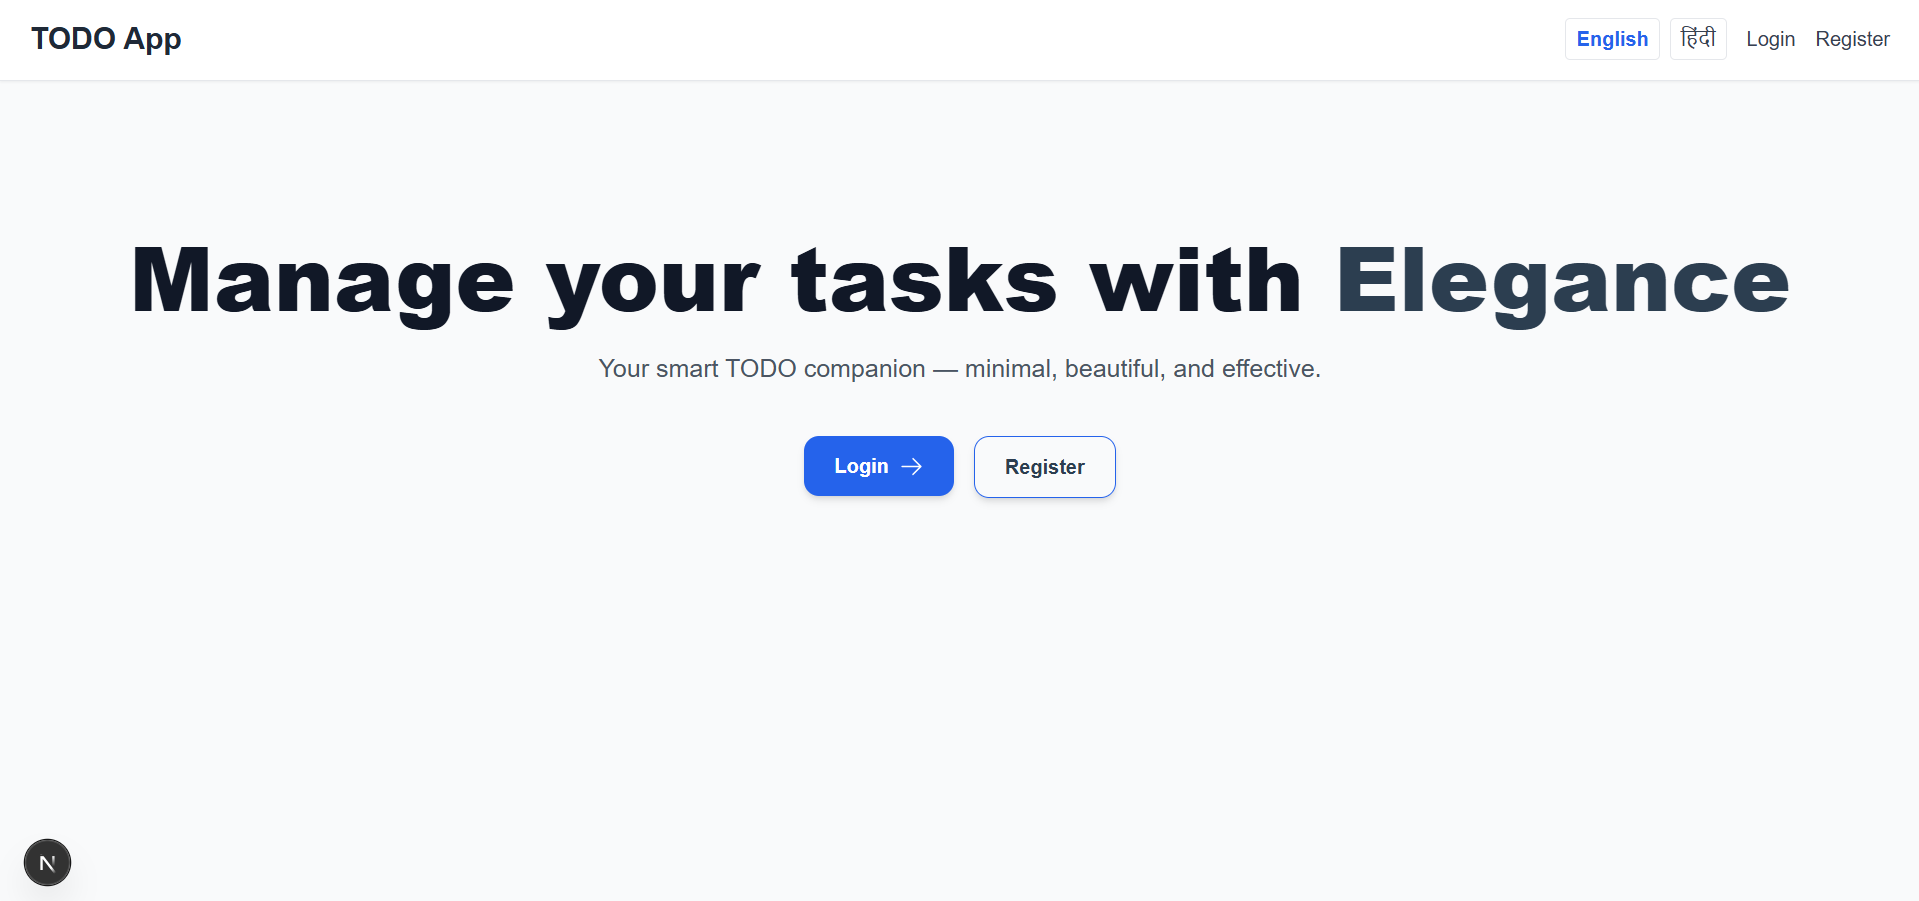 TODO App
English हिंदी Login Register
Manage your tasks with Elegance
Your smart TODO companion — minimal, beautiful, and effective.
Login Register
N